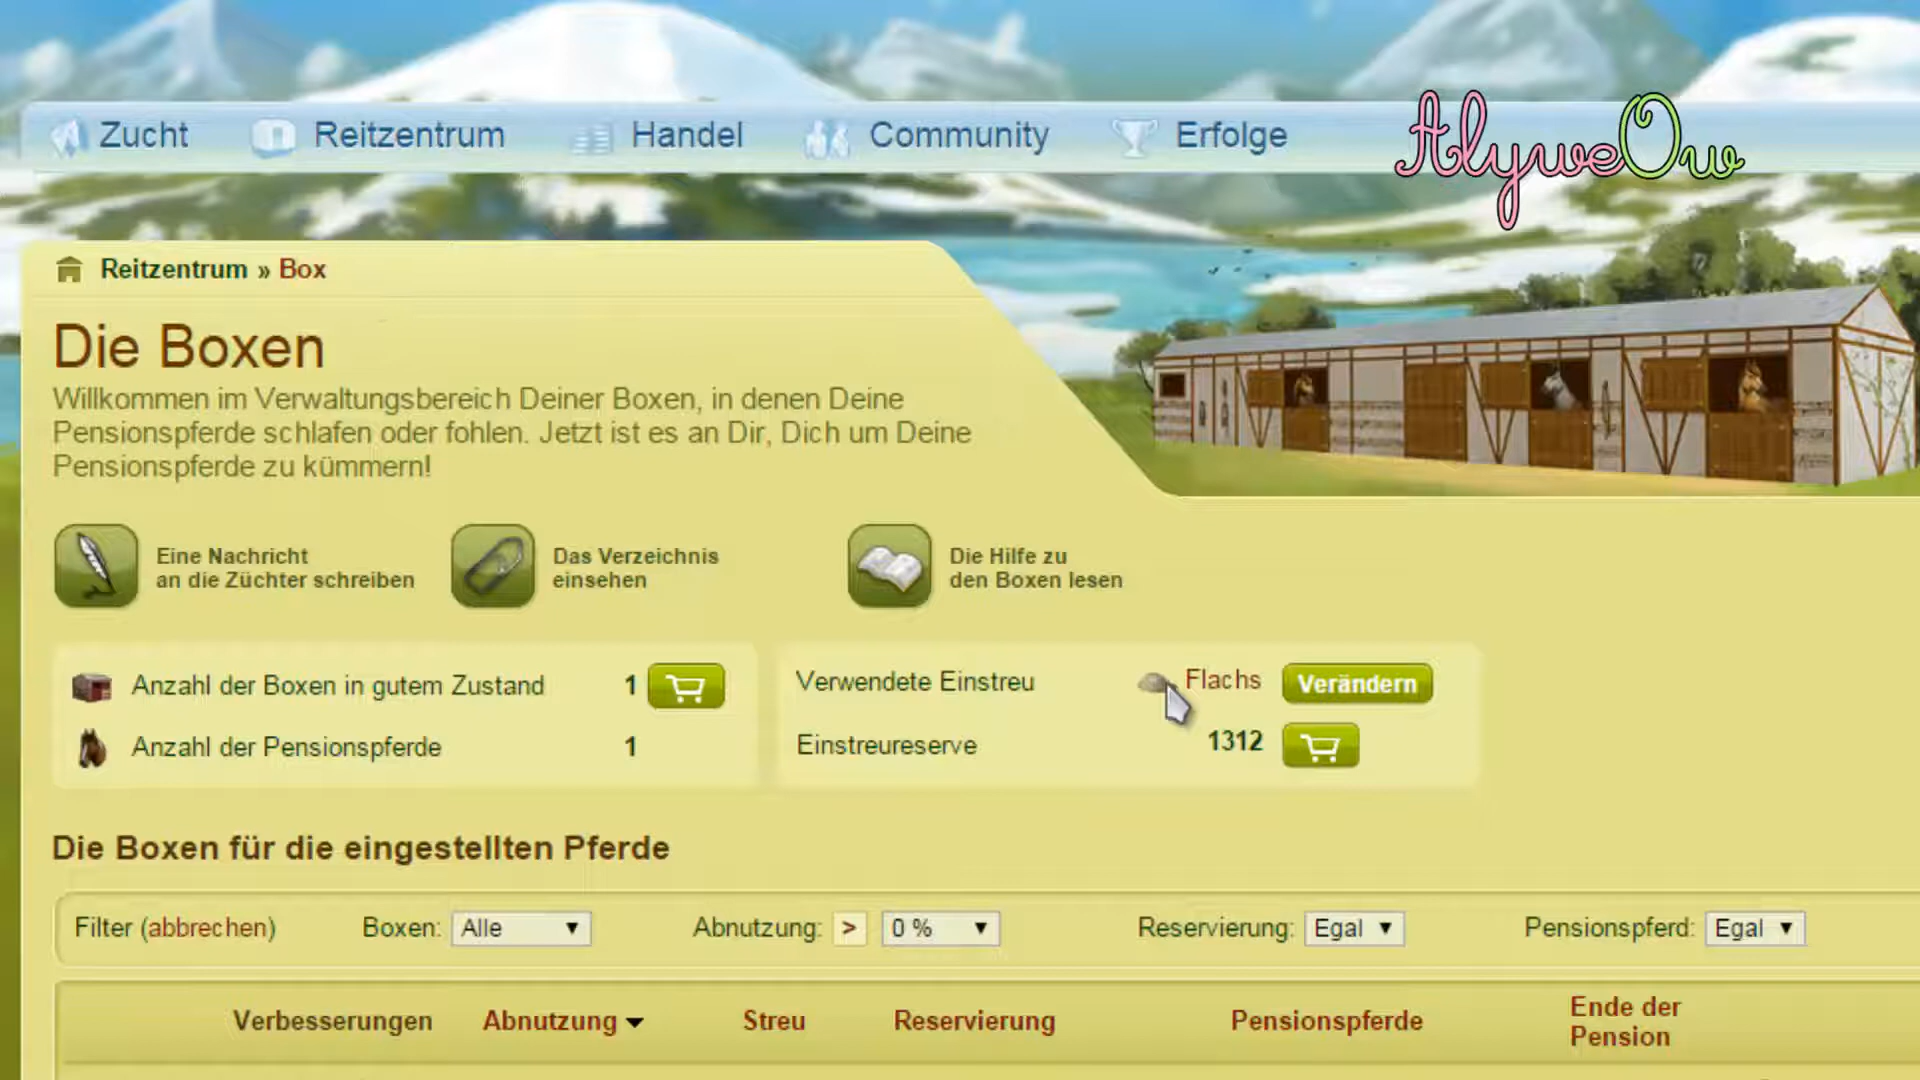 Zucht
Reitzentrum
Handel
Community
Erfolge
AlyweOw
Reitzentrum » Box
Die Boxen
Willkommen im Verwaltungsbereich Deiner Boxen, in denen Deine
Pensionspferde schlafen oder fohlen. Jetzt ist es an Dir, Dich um Deine
Pensionspferde zu kümmern!
Eine Nachricht
an die Züchter schreiben
Das Verzeichnis
einsehen
Die Hilfe zu
den Boxen lesen
Anzahl der Boxen in gutem Zustand 1
Anzahl der Pensionspferde 1
Verwendete Einstreu Flachs Verändern
Einstreureserve 1312
Die Boxen für die eingestellten Pferde
Filter (abbrechen) Boxen: Alle Abnutzung: > 0 % Reservierung: Egal Pensionspferd: Egal
Verbesserungen
Abnutzung
Streu
Reservierung
Pensionspferde
Ende der
Pension